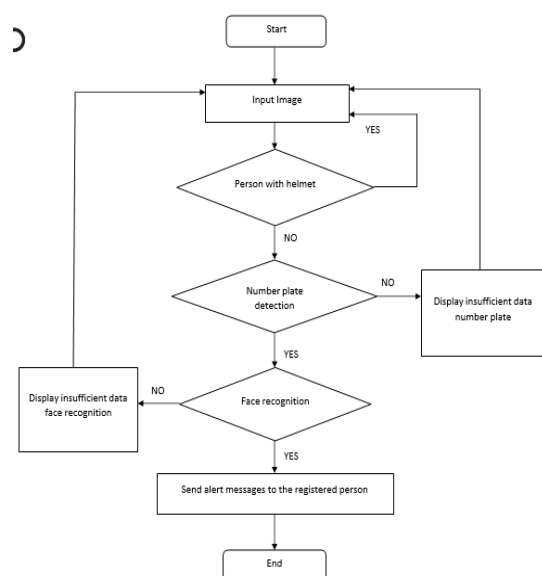 Start
Input Image
YES
Person with helmet
NO
Number plate
detection
NO
Display insufficient data
number plate
YES
Display insufficient data
face recognition
NO
Face recognition
YES
Send alert messages to the registered person
End